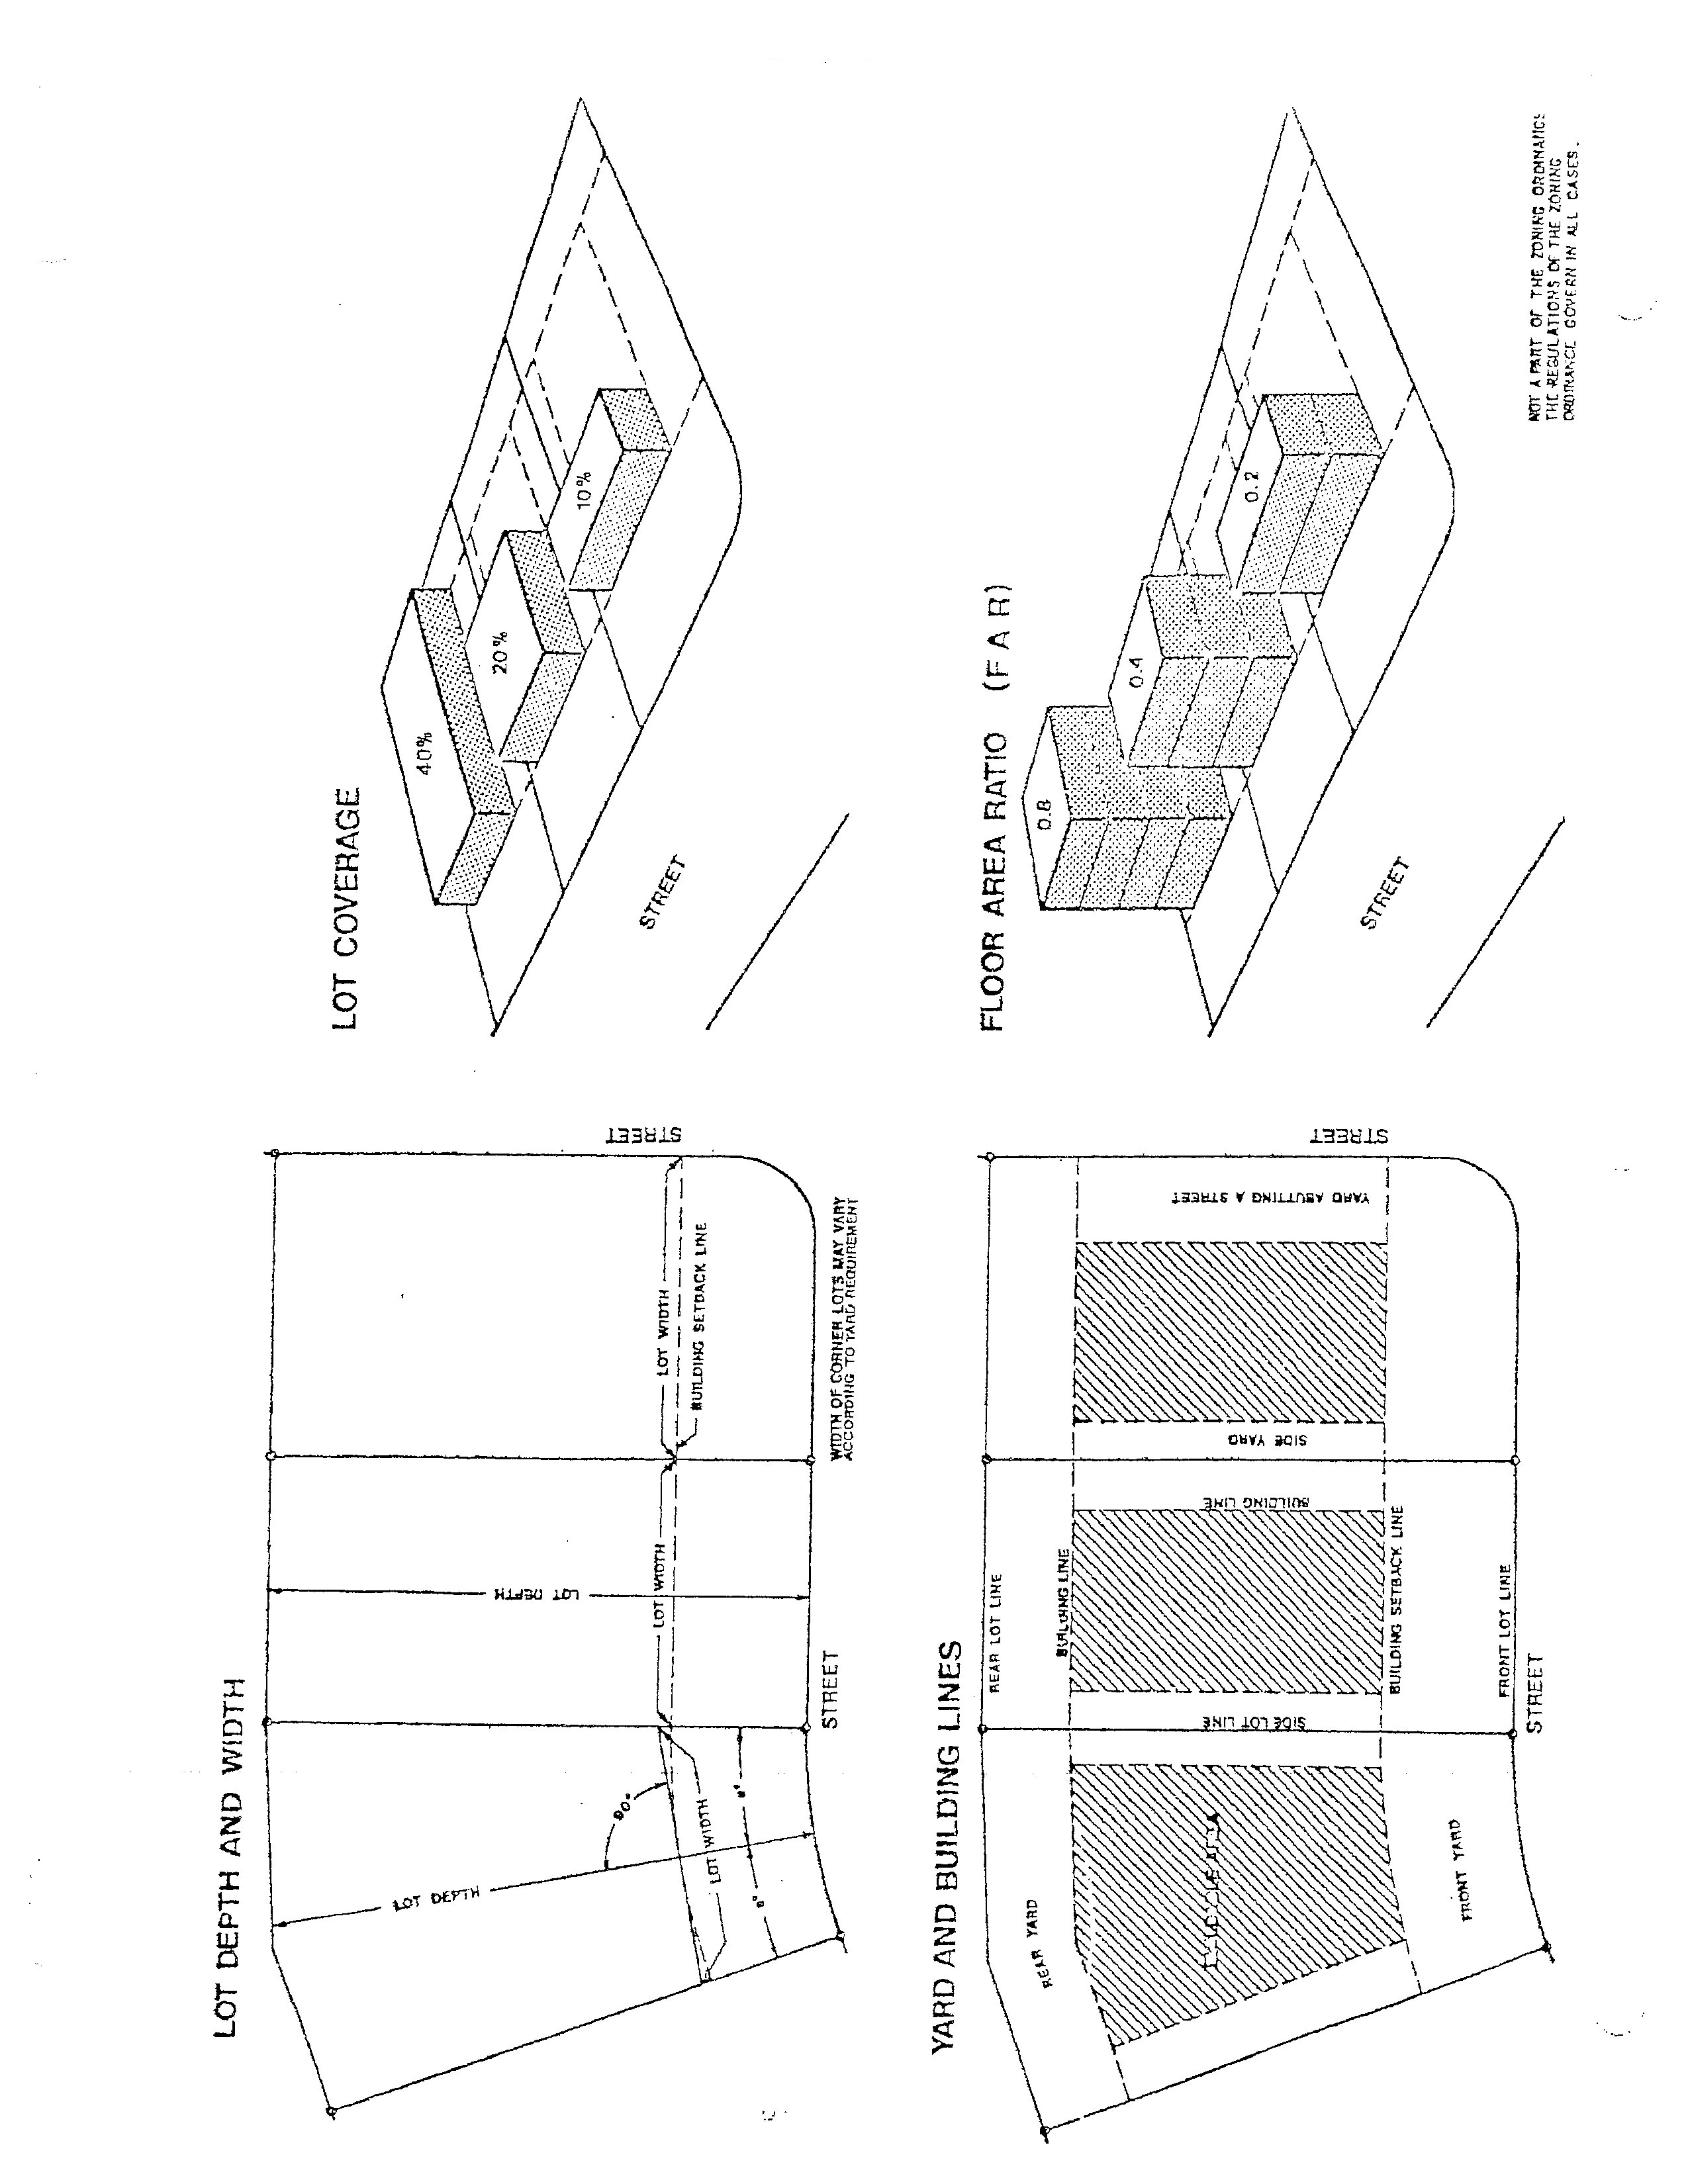 LOT DEPTH AND WIDTH
STREET
LOT DEPTH
LOT DEPTH
90°
LOT WIDTH
LOT WIDTH
LOT WIDTH
BUILDING SETBACK LINE
STREET
WIDTH OF CORNER LOTS MAY VARY
ACCORDING TO YARD REQUIREMENT
LOT COVERAGE
40%
20%
10%
STREET
YARD AND BUILDING LINES
REAR LOT LINE
REAR YARD
BUILDING LINE
SIDE LOT LINE
BUILDING LINE
SIDE YARD
YARD ABUTTING A STREET
STREET
BUILDING SETBACK LINE
FRONT YARD
FRONT LOT LINE
STREET
FLOOR AREA RATIO (FAR)
0.8
0.4
0.2
STREET
NOT A PART OF THE ZONING ORDINANCE
THE REGULATIONS OF THE ZONING
ORDINANCE GOVERN IN ALL CASES.